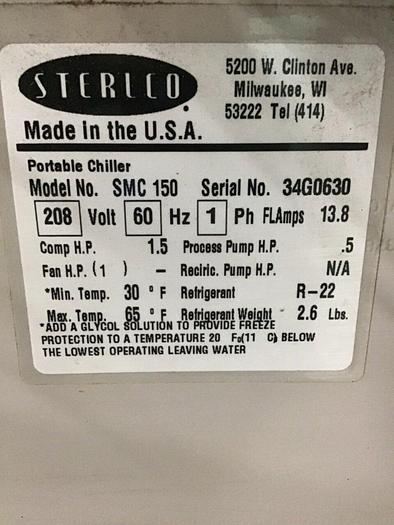 STERLCO
5200 W. Clinton Ave.
Milwaukee, WI
53222 Tel (414)
Made In the U.S.A.
Portable Chiller
Model No. SMC 150 Serial No. 34G0630
208 Volt 60 Hz 1 Ph FLAmps 13.8
Comp H.P. 1.5 Process Pump H.P. .5
Fan H.P. (1 ) – Recirc. Pump H.P. N/A
*Min. Temp. 30 ° F Refrigerant R-22
Max. Temp. 65 ° F Refrigerant Weight 2.6 Lbs.
*ADD A GLYCOL SOLUTION TO PROVIDE FREEZE
PROTECTION TO A TEMPERATURE 20 F°(11 C) BELOW
THE LOWEST OPERATING LEAVING WATER